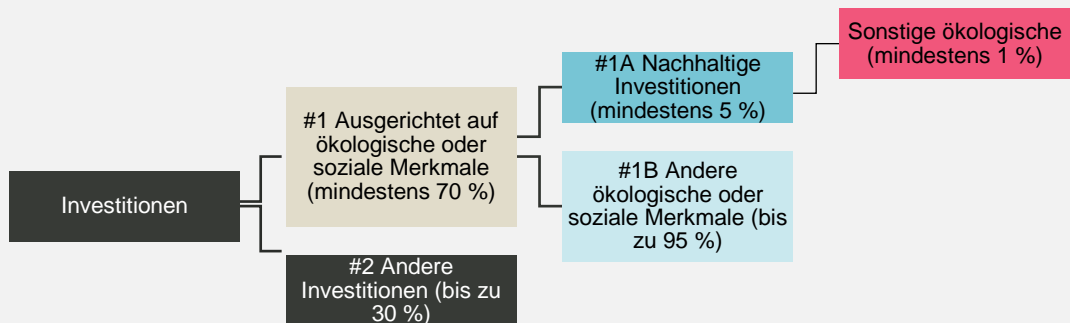 Investitionen
#1 Ausgerichtet auf
ökologische oder
soziale Merkmale
(mindestens 70 %)
#2 Andere
Investitionen (bis zu
30 %)
#1A Nachhaltige
Investitionen
(mindestens 5 %)
#1B Andere
ökologische oder
soziale Merkmale (bis
zu 95 %)
Sonstige ökologische
(mindestens 1 %)